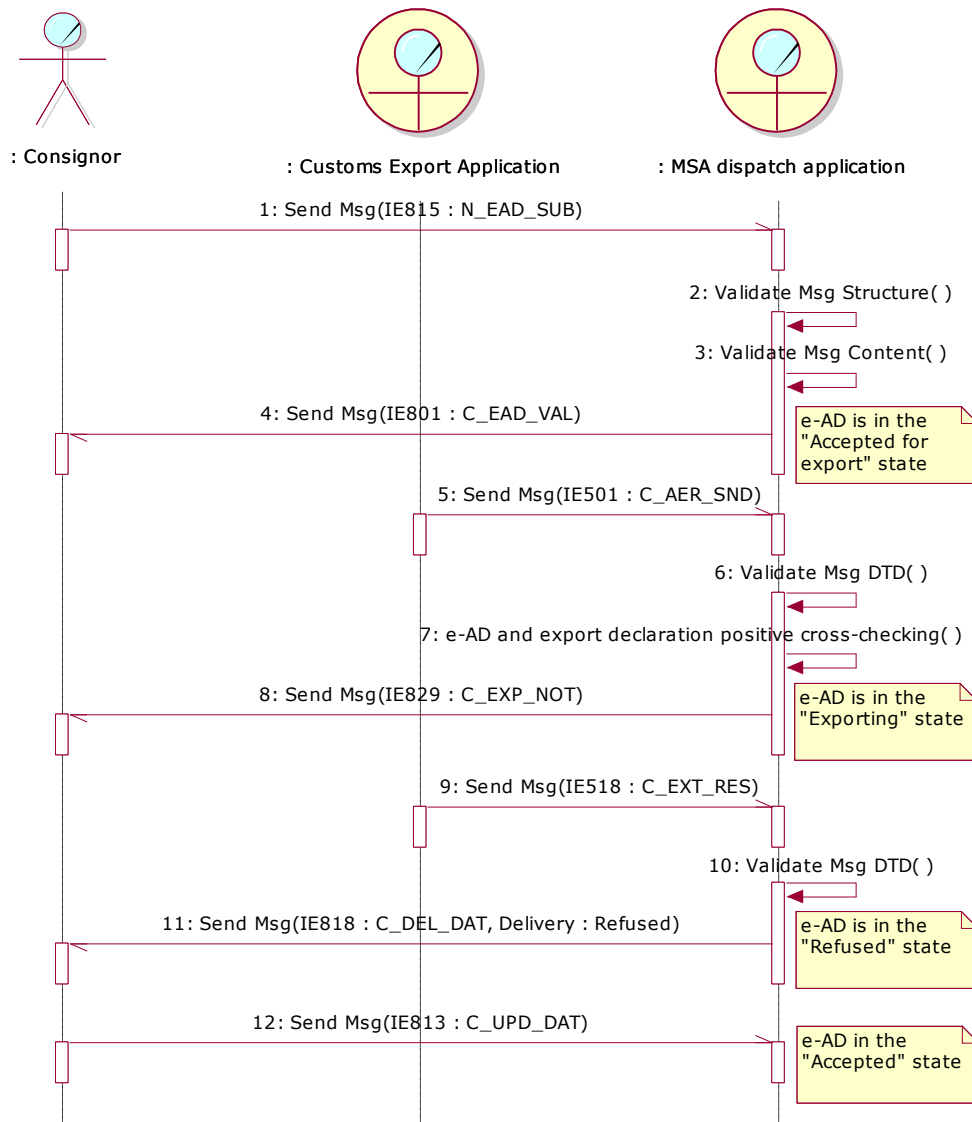 : Consignor
: Customs Export Application
: MSA dispatch application
1: Send Msg(IE815 : N_EAD_SUB)
2: Validate Msg Structure( )
3: Validate Msg Content( )
4: Send Msg(IE801 : C_EAD_VAL)
e-AD is in the
"Accepted for
export" state
5: Send Msg(IE501 : C_AER_SND)
6: Validate Msg DTD( )
7: e-AD and export declaration positive cross-checking( )
8: Send Msg(IE829 : C_EXP_NOT)
e-AD is in the
"Exporting" state
9: Send Msg(IE518 : C_EXT_RES)
10: Validate Msg DTD( )
11: Send Msg(IE818 : C_DEL_DAT, Delivery : Refused)
e-AD is in the
"Refused" state
12: Send Msg(IE813 : C_UPD_DAT)
e-AD in the
"Accepted" state